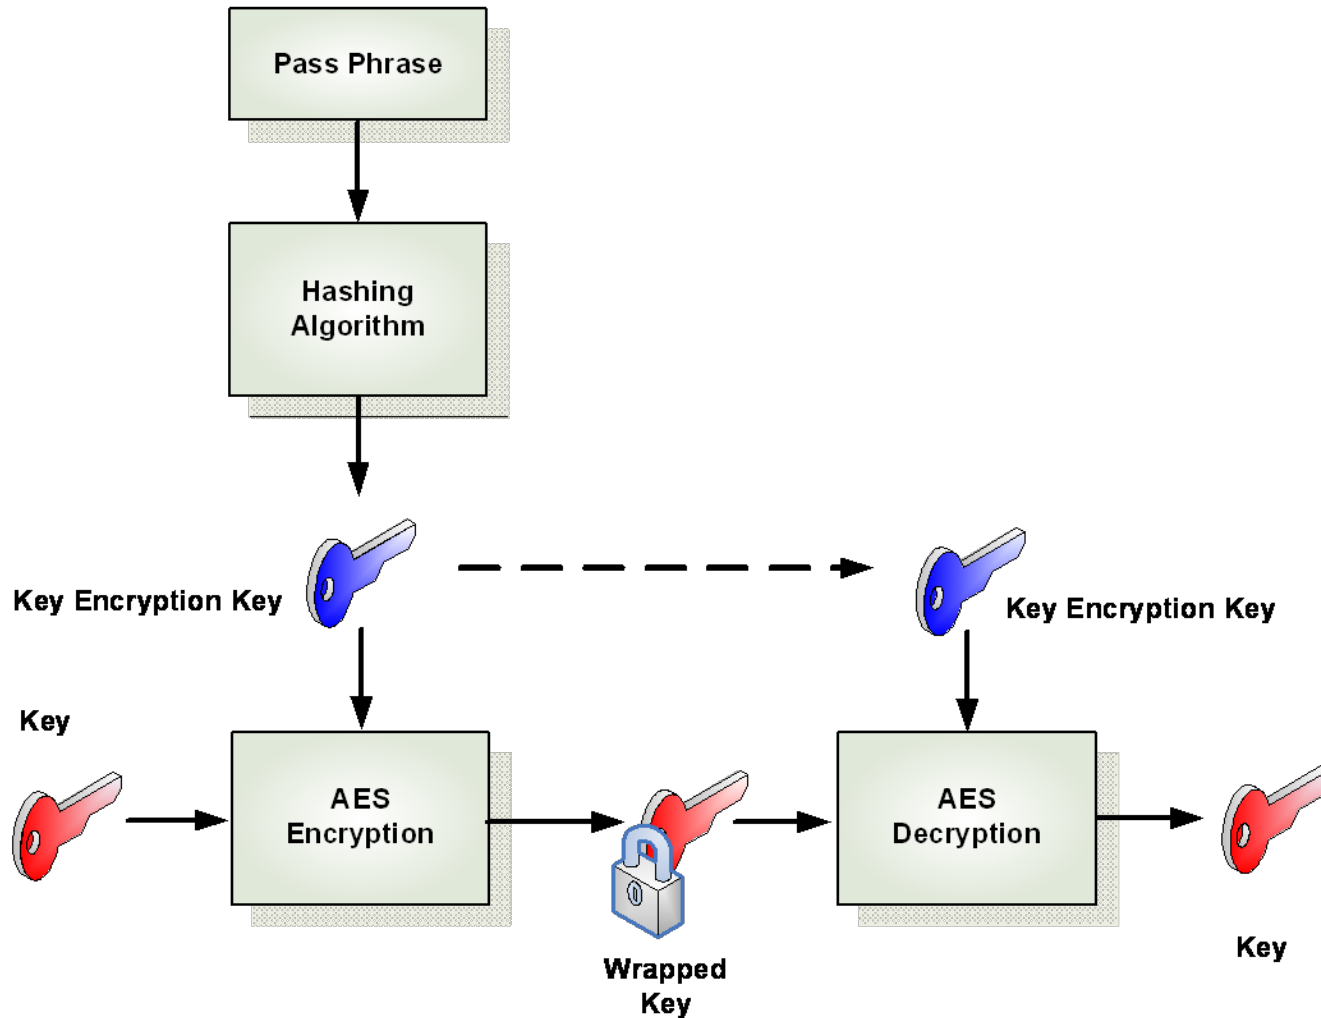 Pass Phrase
Hashing
Algorithm
Key Encryption Key
Key Encryption Key
Key
AES
Encryption
AES
Decryption
Wrapped
Key
Key